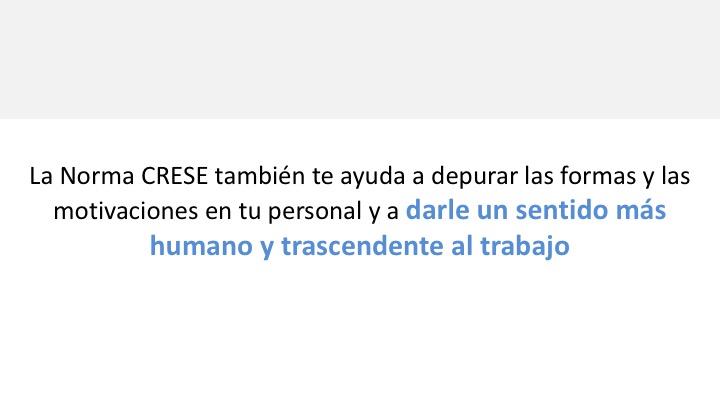 La Norma CRESE también te ayuda a depurar las formas y las
motivaciones en tu personal y a darle un sentido más
humano y trascendente al trabajo